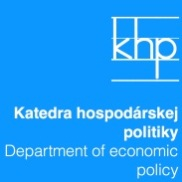 khp
Katedra hospodárskej
politiky
Department of economic
policy